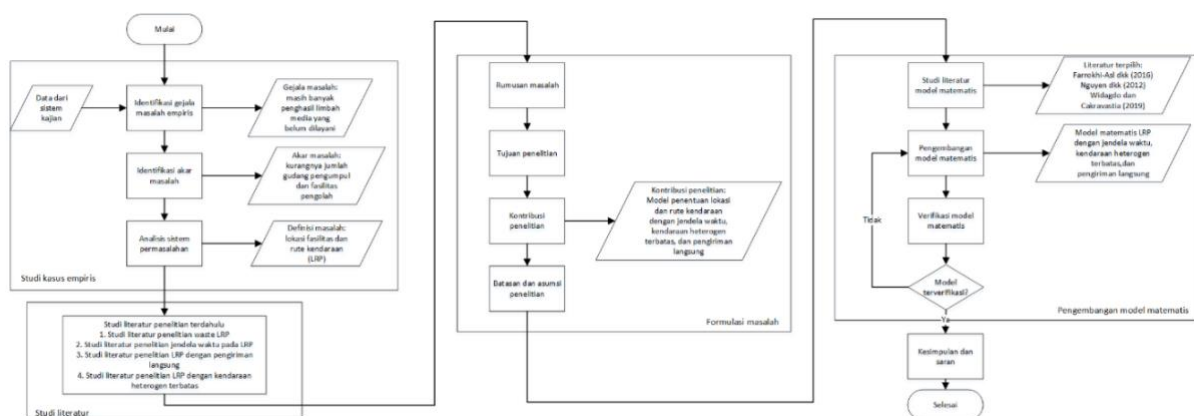 Mulai
Data dari
sistem
kajian
Identifikasi gejala
masalah empiris
Gejala masalah:
masih banyak
penghasil limbah
media yang
belum dilayani
Identifikasi akar
masalah
Akar masalah:
kurangnya jumlah
gudang pengumpul
dan fasilitas
pengolah
Analisis sistem
permasalahan
Definisi masalah:
lokasi fasilitas dan
rute kendaraan
(LRP)
Studi kasus empiris
Studi literatur penelitian terdahulu
1. Studi literatur penelitian waste LRP
2. Studi literatur penelitian jendela waktu pada LRP
3. Studi literatur penelitian LRP dengan pengiriman
langsung
4. Studi literatur penelitian LRP dengan kendaraan
heterogen terbatas
Studi literatur
Rumusan masalah
Tujuan penelitian
Kontribusi
penelitian
Kontribusi penelitian:
Model penentuan lokasi
dan rute kendaraan
dengan jendela waktu,
kendaraan heterogen
terbatas, dan pengiriman
langsung
Batasan dan asumsi
penelitian
Formulasi masalah
Studi literatur
model matematis
Literatur terpilih:
Farrokhi-Asl dkk (2016)
Nguyen dkk (2012)
Widagdo dan
Cakravastia (2019)
Pengembangan
model matematis
Model matematis LRP
dengan jendela waktu,
kendaraan heterogen
terbatas,dan
pengiriman langsung
Tidak
Verifikasi model
matematis
Model
terverifikasi?
Ya
Pengembangan model matematis
Kesimpulan dan
saran
Selesai